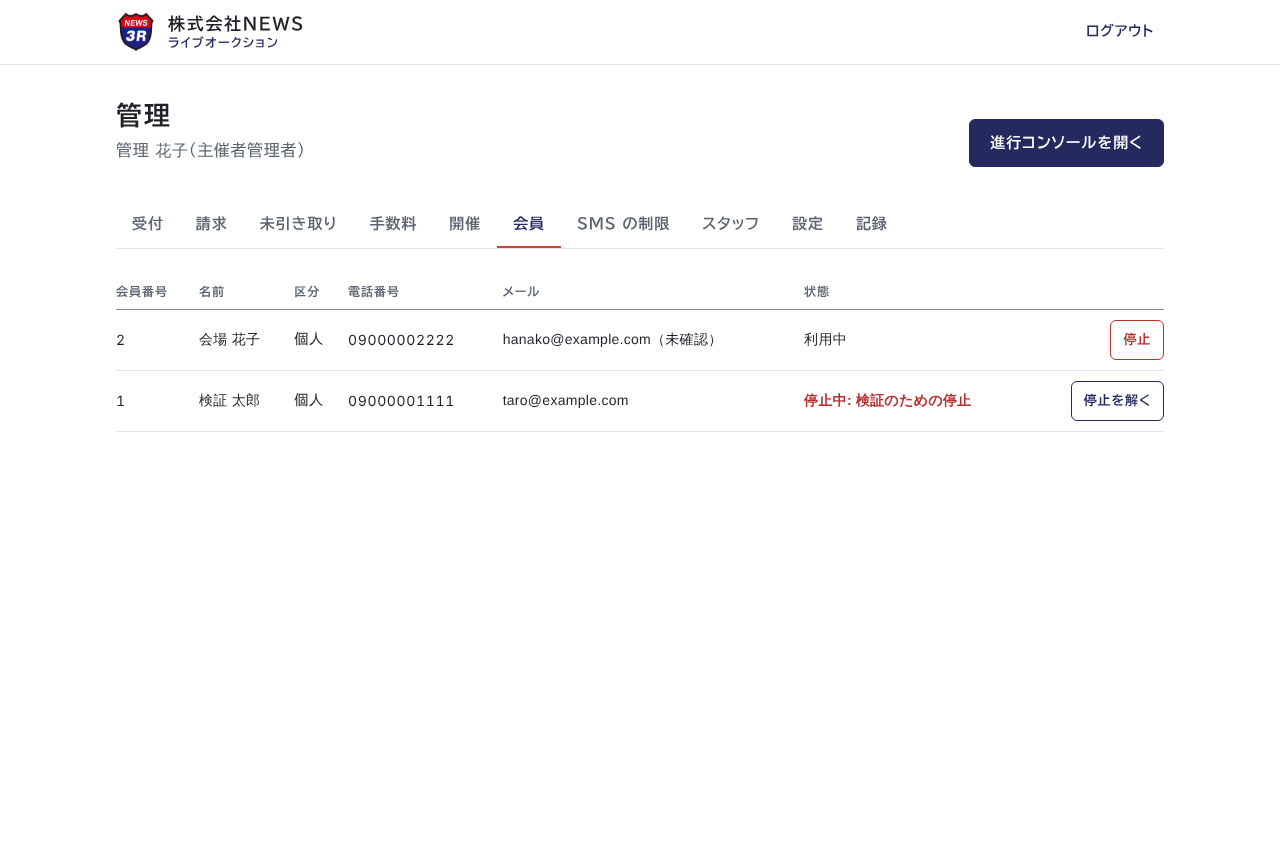 NEWS
3R
株式会社NEWS
ライブオークション
ログアウト
管理
管理 花子（主催者管理者）
進行コンソールを開く
受付 請求 未引き取り 手数料 開催 会員 SMS の制限 スタッフ 設定 記録
会員番号 名前 区分 電話番号 メール 状態
2 会場 花子 個人 09000002222 hanako@example.com（未確認） 利用中 停止
1 検証 太郎 個人 09000001111 taro@example.com 停止中: 検証のための停止 停止を解く